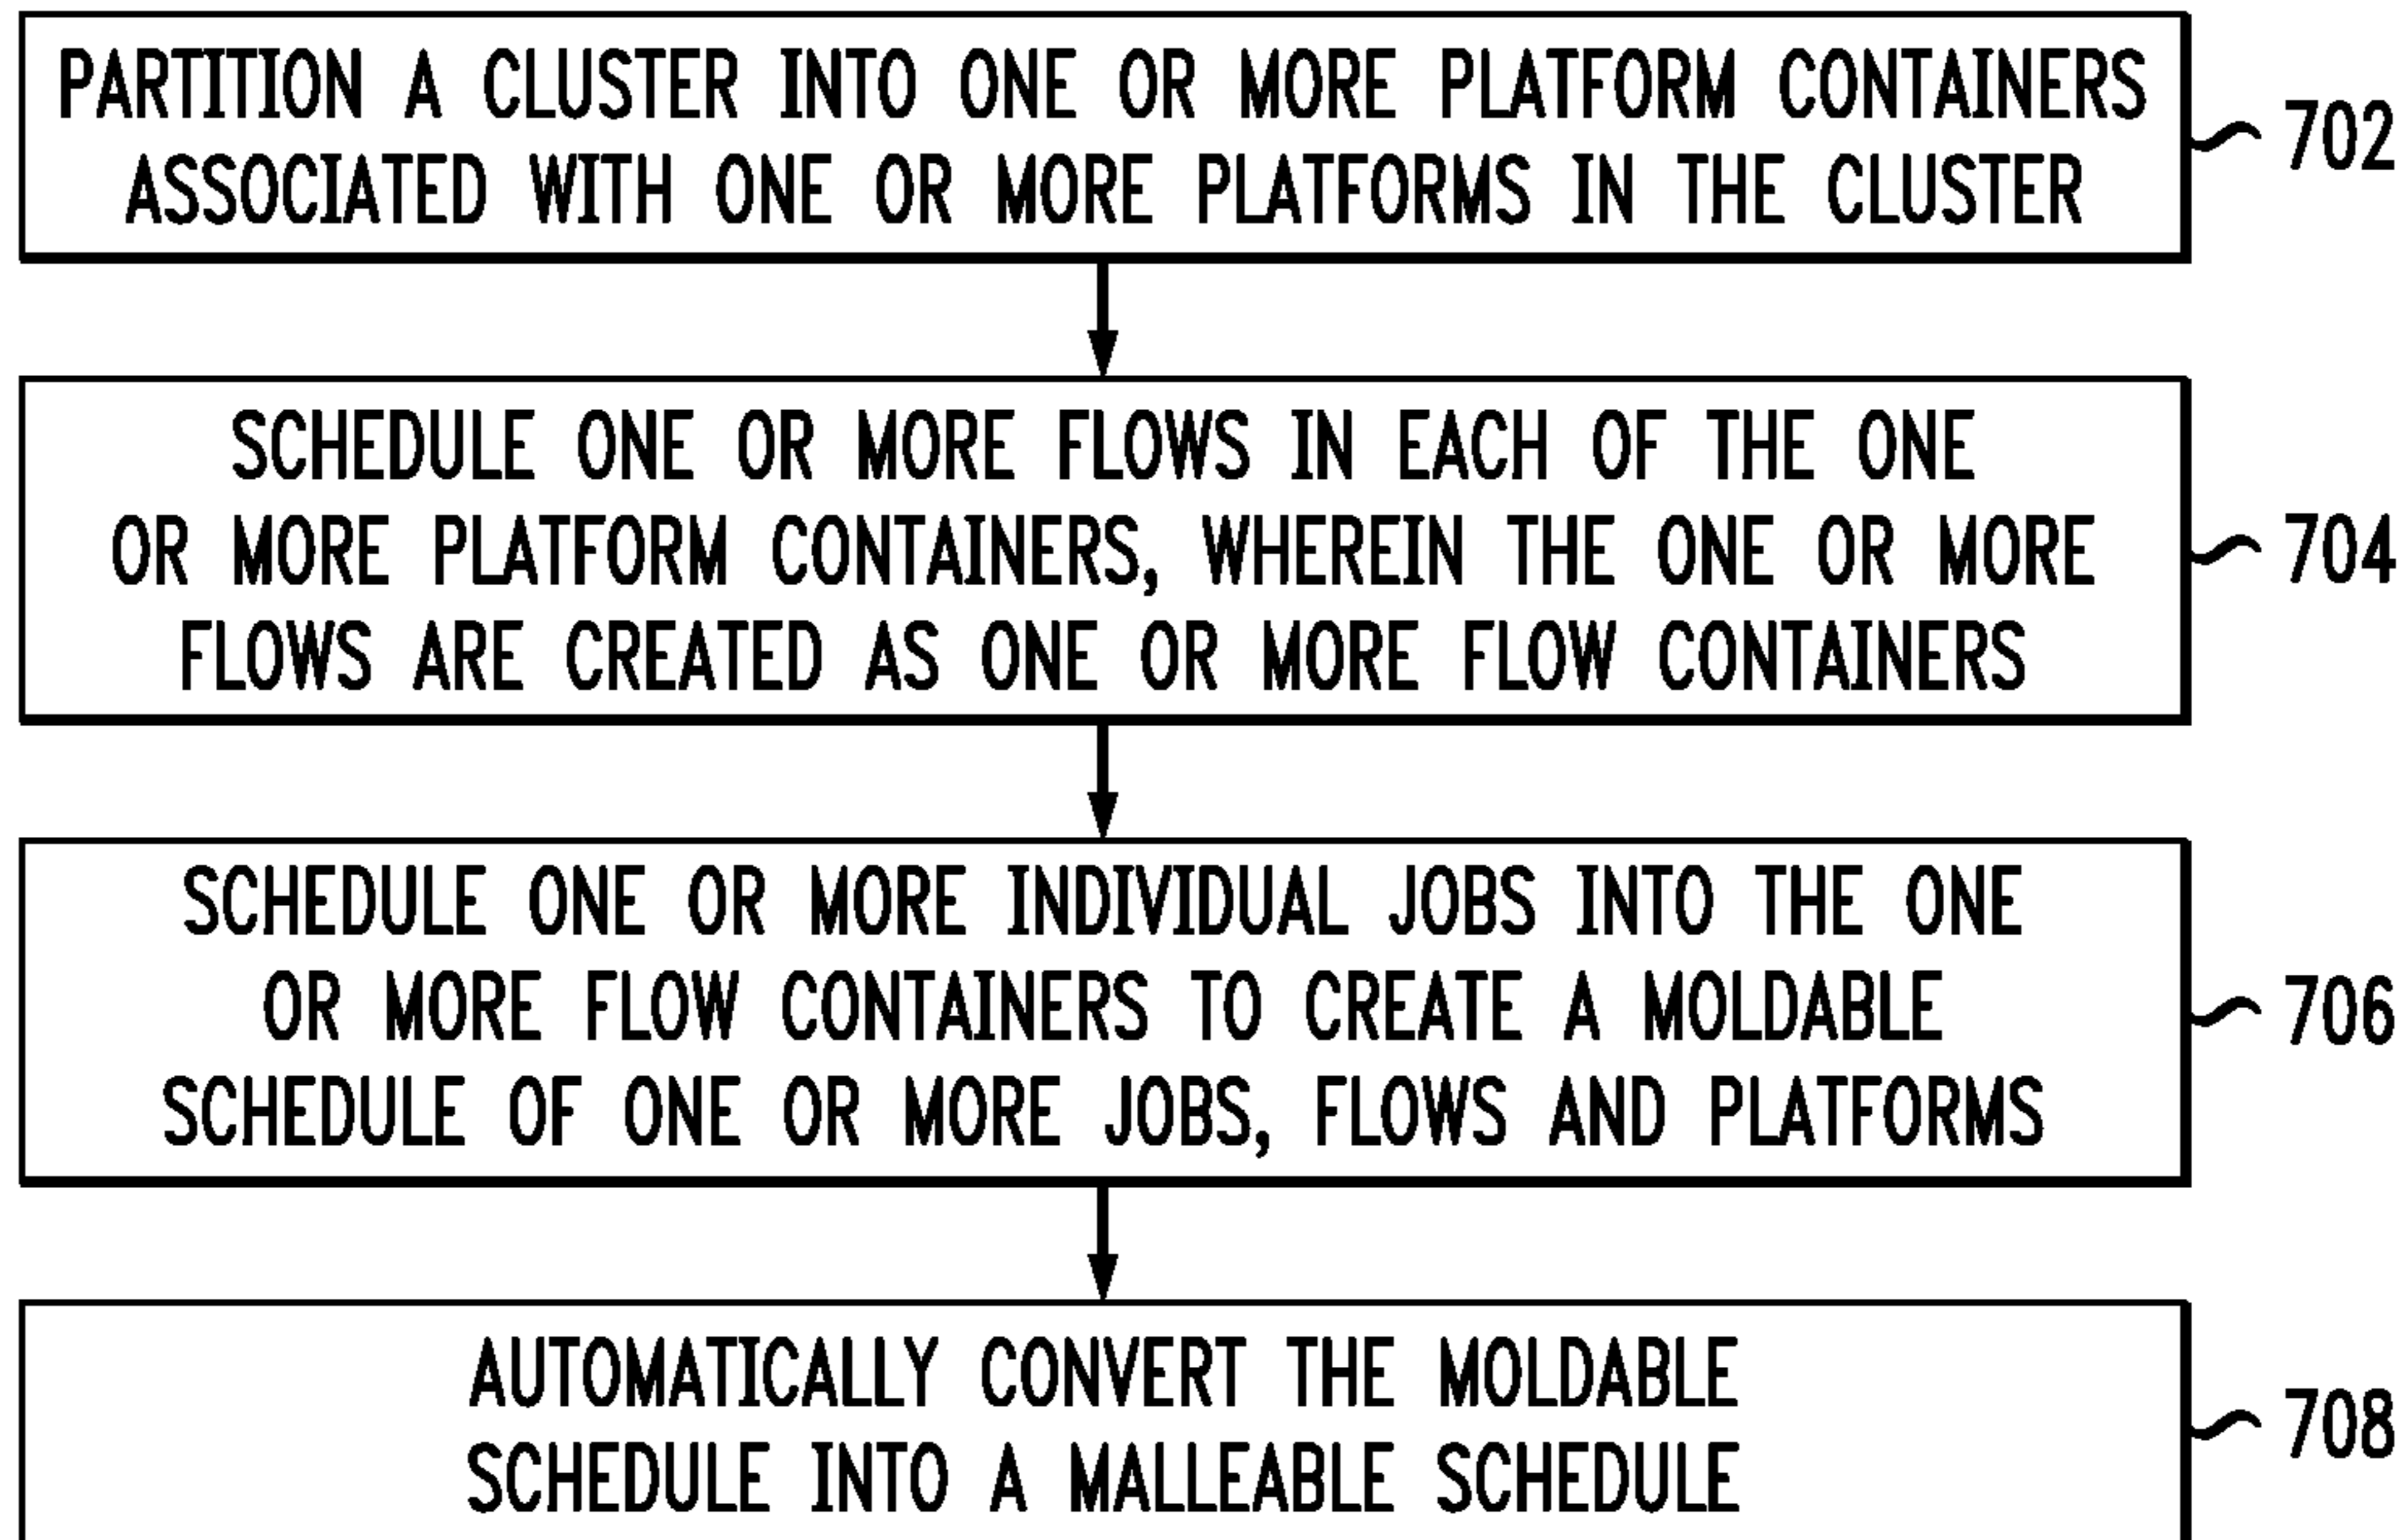 PARTITION A CLUSTER INTO ONE OR MORE PLATFORM CONTAINERS
ASSOCIATED WITH ONE OR MORE PLATFORMS IN THE CLUSTER
702
SCHEDULE ONE OR MORE FLOWS IN EACH OF THE ONE
OR MORE PLATFORM CONTAINERS, WHEREIN THE ONE OR MORE
FLOWS ARE CREATED AS ONE OR MORE FLOW CONTAINERS
704
SCHEDULE ONE OR MORE INDIVIDUAL JOBS INTO THE ONE
OR MORE FLOW CONTAINERS TO CREATE A MOLDABLE
SCHEDULE OF ONE OR MORE JOBS, FLOWS AND PLATFORMS
706
AUTOMATICALLY CONVERT THE MOLDABLE
SCHEDULE INTO A MALLEABLE SCHEDULE
708